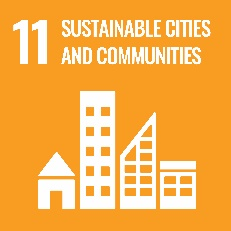 11 SUSTAINABLE CITIES
AND COMMUNITIES